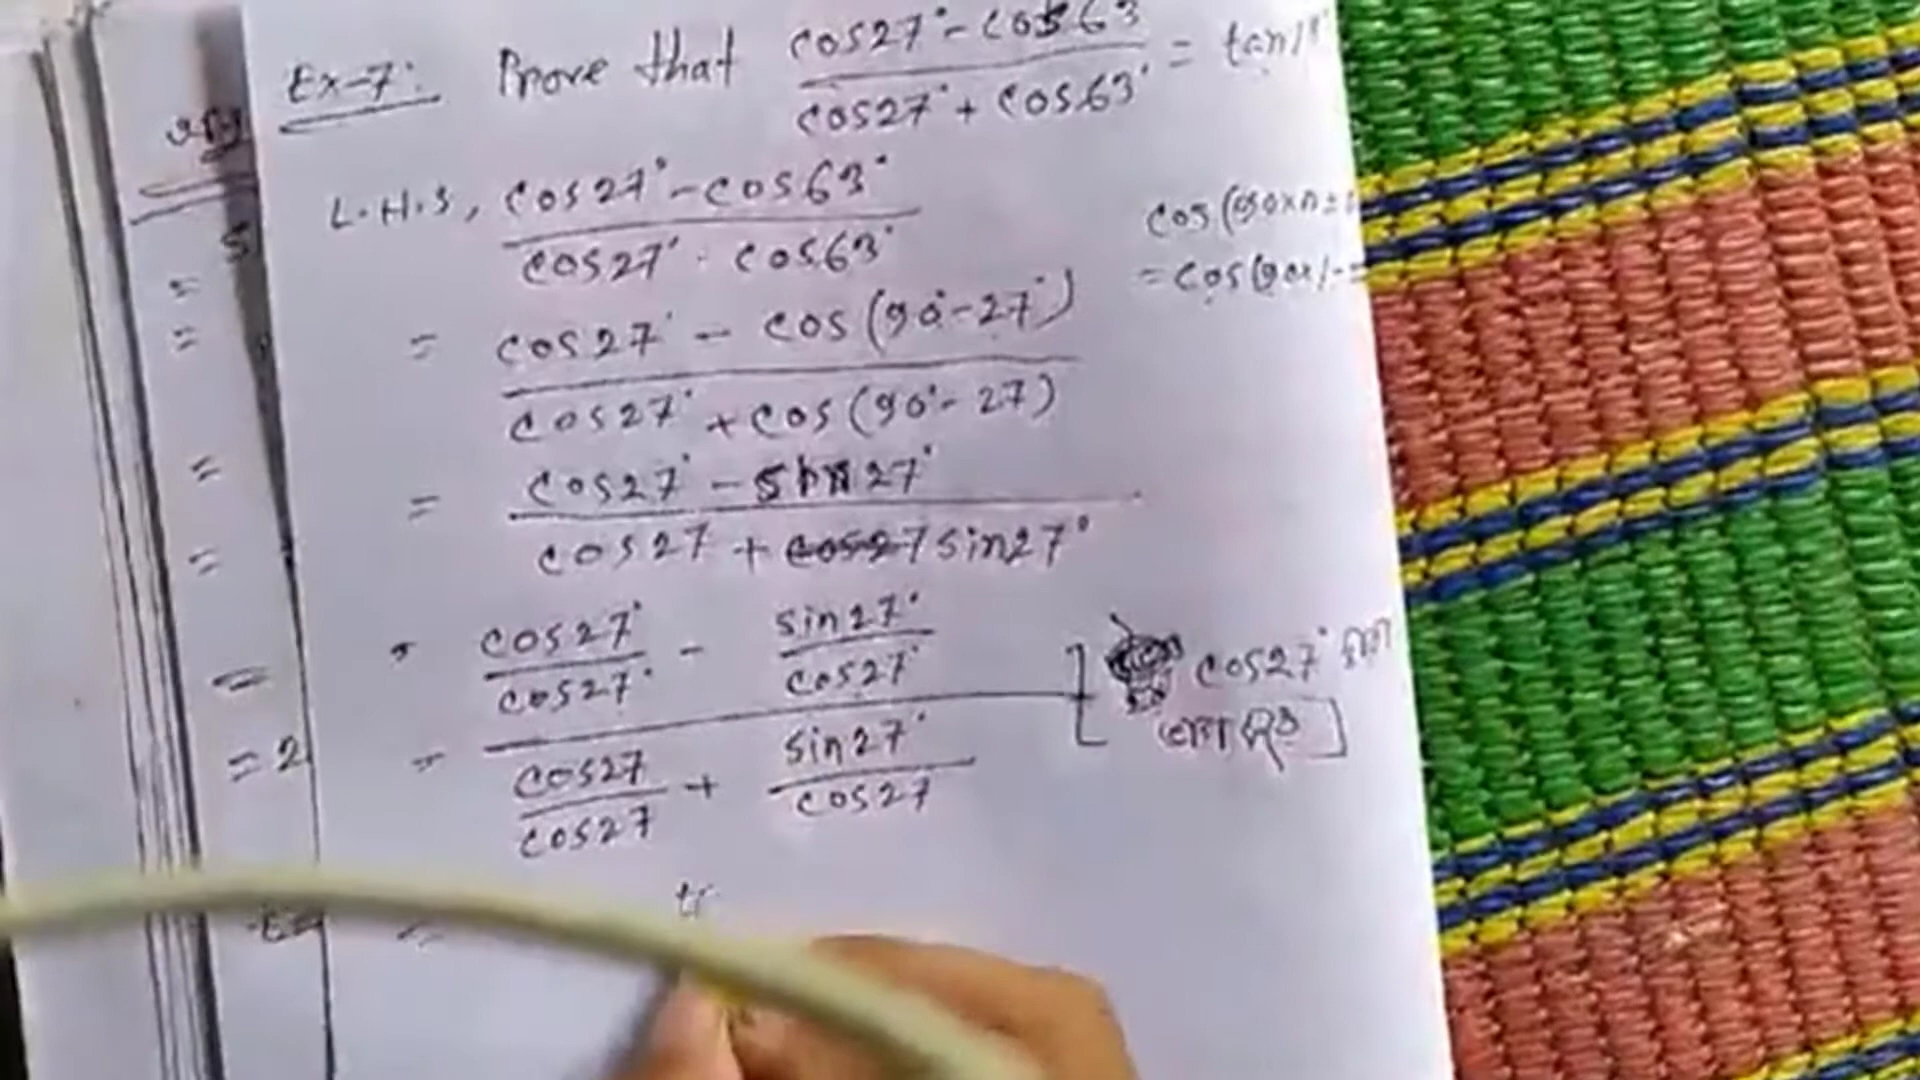 Ex-7: Prove that cos27° - cos63 / cos27° + cos63° = tan18°
L.H.S, cos27° - cos63° / cos27° · cos63°
cos(90×n±
= cos(90×1-
= cos27° - cos(90°-27°) / cos27° + cos(90°-27)
= cos27° - sin27° / cos27 + cos27 sin27°
= cos27°/cos27° - sin27°/cos27° / cos27/cos27 + sin27°/cos27
[cos27°
=
= 2